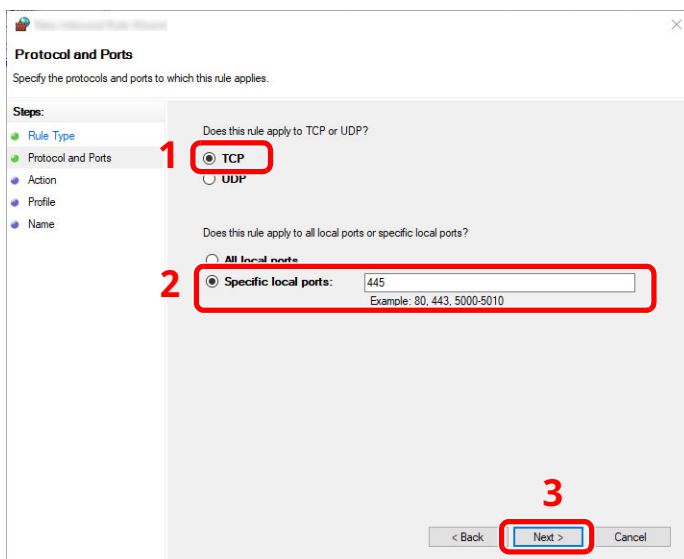 Protocol and Ports
Specify the protocols and ports to which this rule applies.
Steps:
Rule Type
Protocol and Ports
Action
Profile
Name
Does this rule apply to TCP or UDP?
1
TCP
UDP
Does this rule apply to all local ports or specific local ports?
All local ports
2
Specific local ports: 445
Example: 80, 443, 5000-5010
3
< Back Next > Cancel